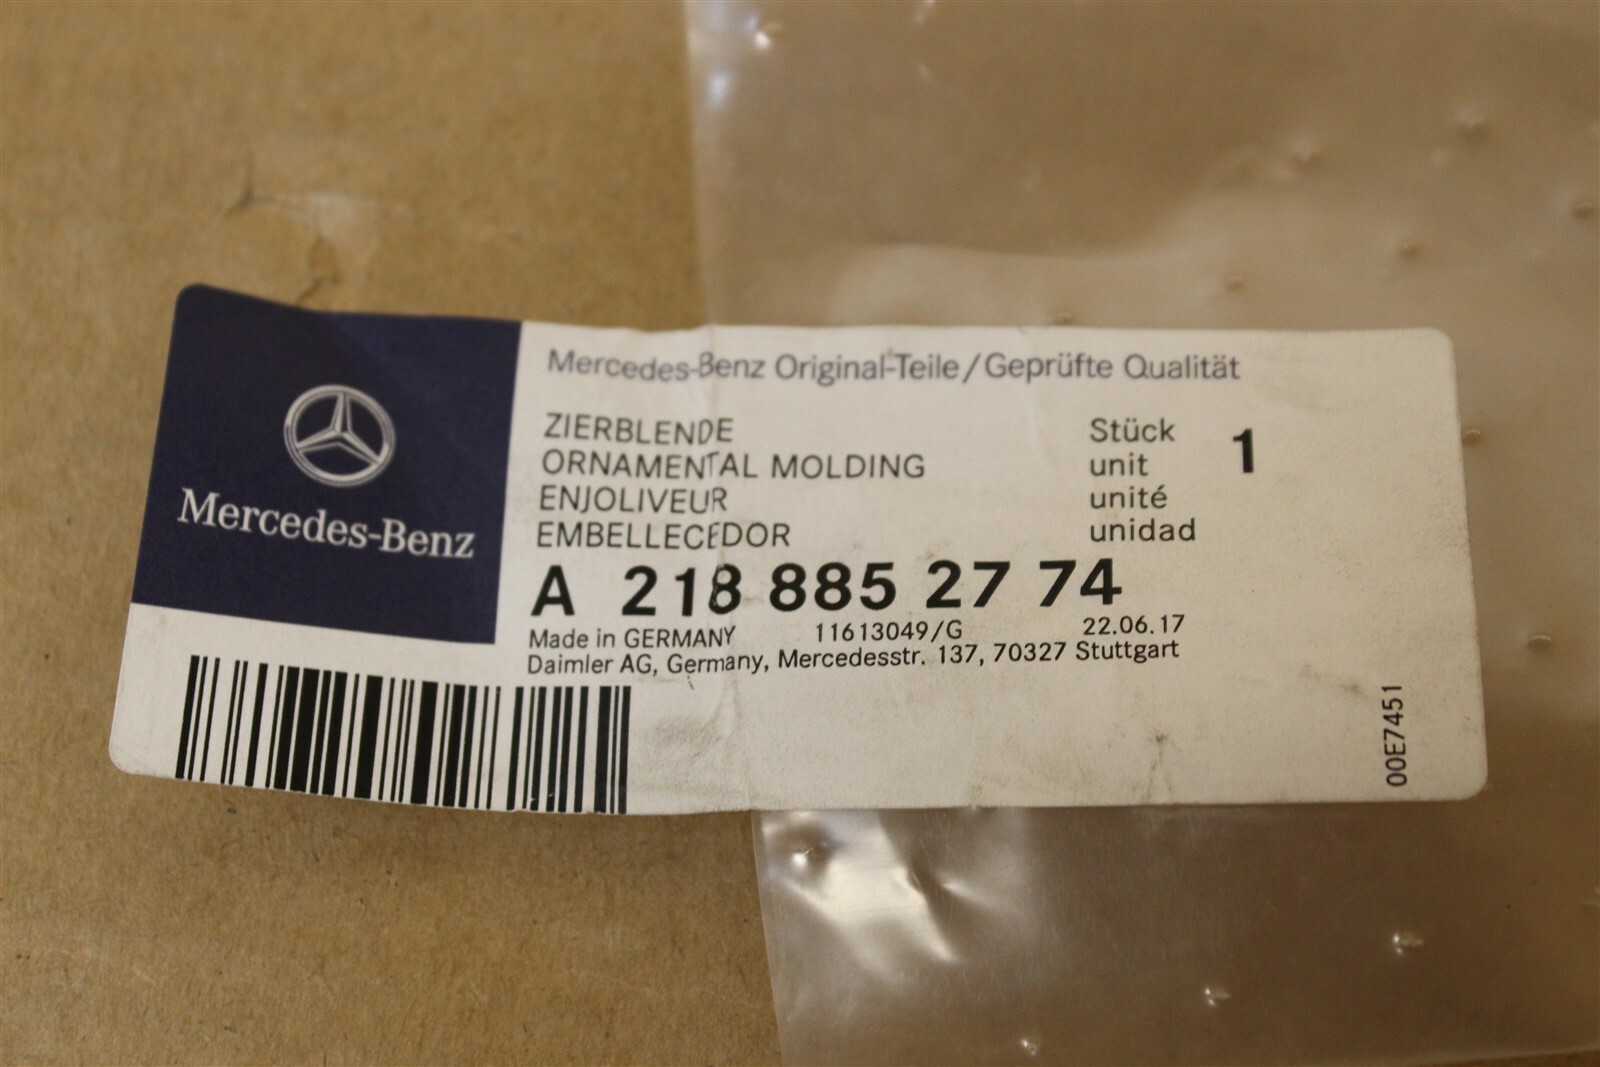 Mercedes-Benz
Mercedes-Benz Original-Teile/Geprüfte Qualität
ZIERBLENDE
ORNAMENTAL MOLDING
ENJOLIVEUR
EMBELLECEDOR
Stück 1
unit
unité
unidad
A 218 885 27 74
Made in GERMANY 11613049/G 22.06.17
Daimler AG, Germany, Mercedesstr. 137, 70327 Stuttgart
00E7451